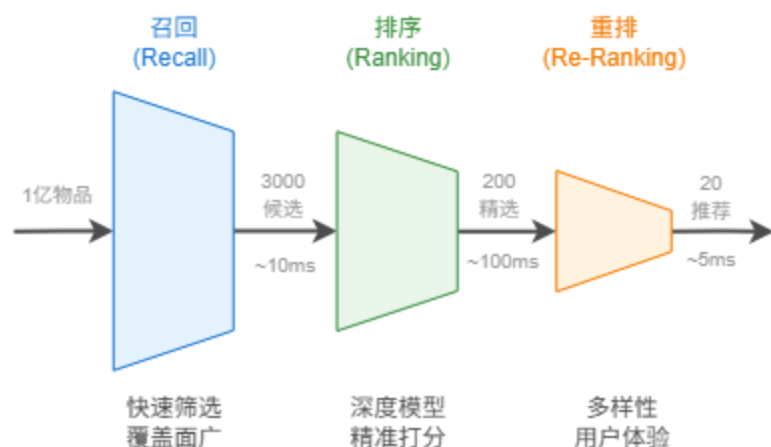 召回
(Recall)
排序
(Ranking)
重排
(Re-Ranking)
1亿物品
3000
候选
~10ms
200
精选
~100ms
20
推荐
~5ms
快速筛选
覆盖面广
深度模型
精准打分
多样性
用户体验